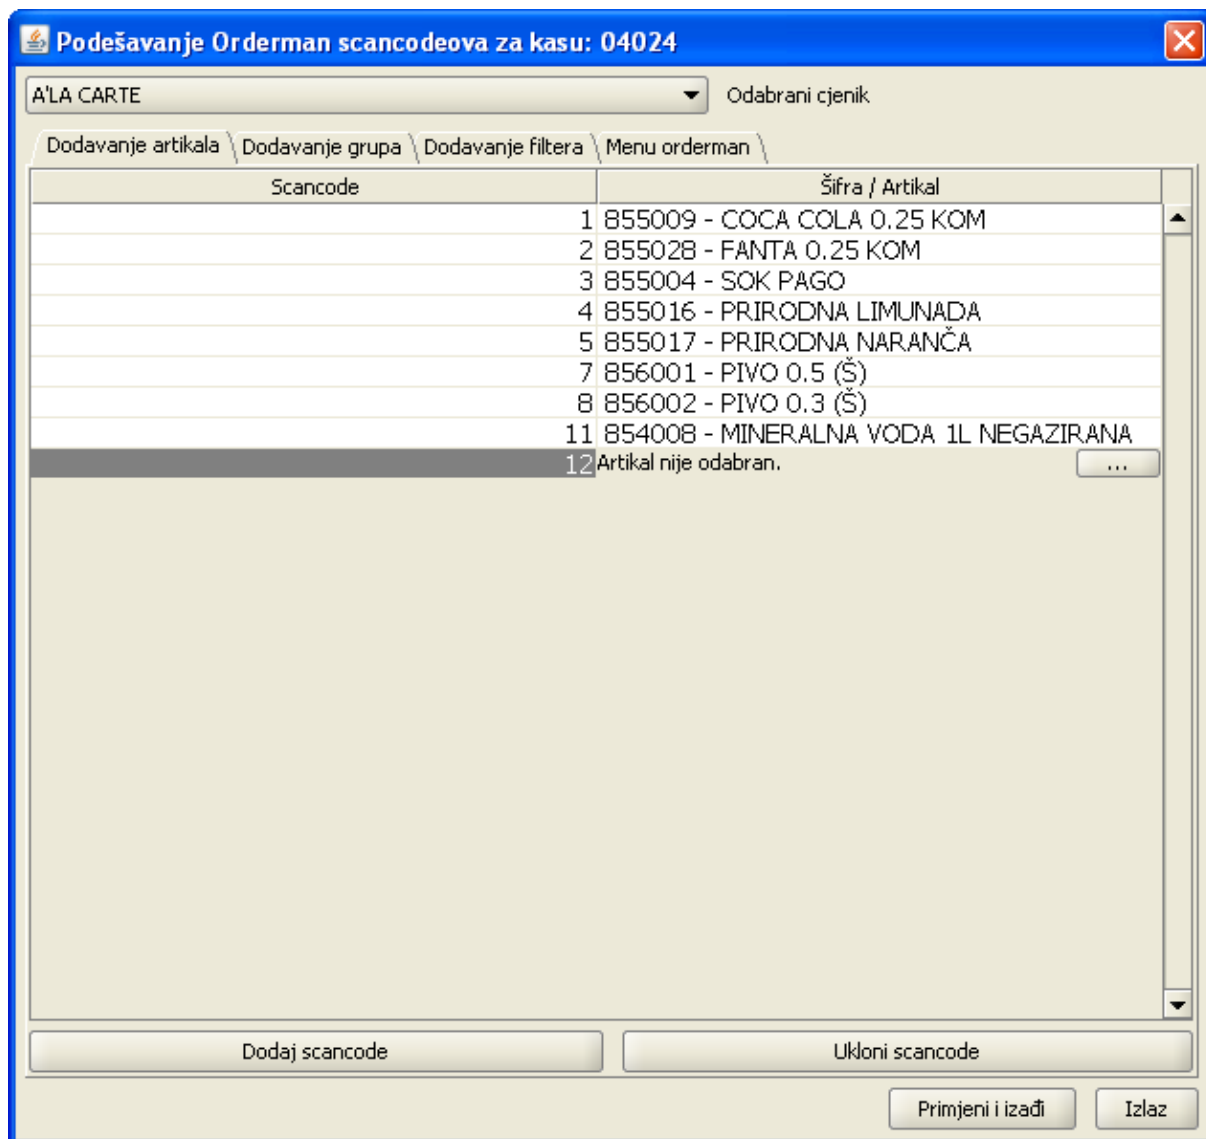 Podešavanje Orderman scancodeova za kasu: 04024
A'LA CARTE Odabrani cjenik
Dodavanje artikala Dodavanje grupa Dodavanje filtera Menu orderman
Scancode Šifra / Artikal
1 855009 - COCA COLA 0.25 KOM
2 855028 - FANTA 0.25 KOM
3 855004 - SOK PAGO
4 855016 - PRIRODNA LIMUNADA
5 855017 - PRIRODNA NARANČA
7 856001 - PIVO 0.5 (Š)
8 856002 - PIVO 0.3 (Š)
11 854008 - MINERALNA VODA 1L NEGAZIRANA
12 Artikal nije odabran. ...
Dodaj scancode Ukloni scancode
Primjeni i izađi Izlaz